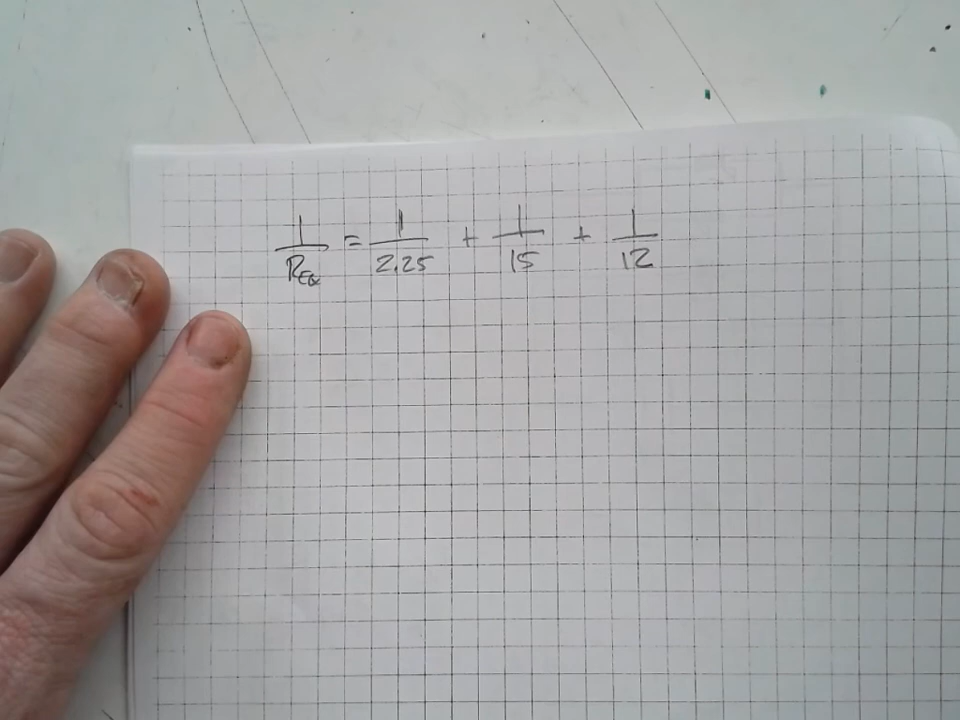 1/R_EQ = 1/2.25 + 1/15 + 1/12